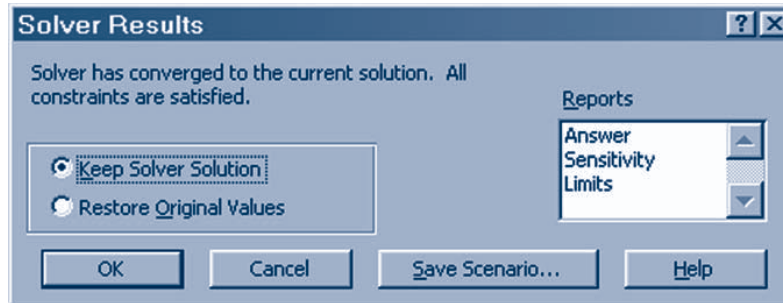 Solver Results
?
Solver has converged to the current solution. All
constraints are satisfied.
Reports
Answer
Sensitivity
Limits
Keep Solver Solution
Restore Original Values
OK
Cancel
Save Scenario...
Help